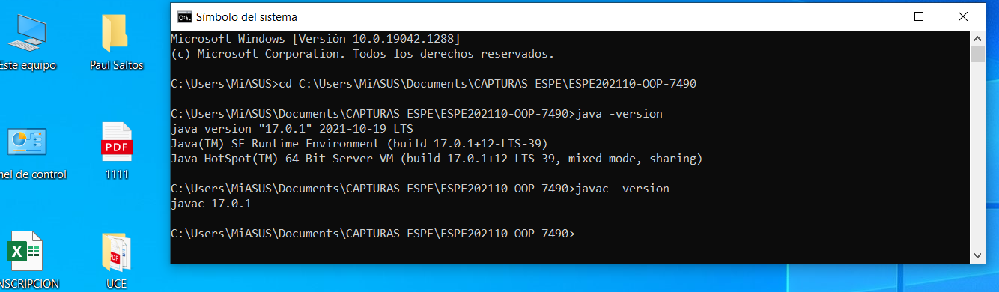 Símbolo del sistema
Microsoft Windows [Versión 10.0.19042.1288]
(c) Microsoft Corporation. Todos los derechos reservados.
C:\Users\MiASUS>cd C:\Users\MiASUS\Documents\CAPTURAS ESPE\ESPE202110-OOP-7490
C:\Users\MiASUS\Documents\CAPTURAS ESPE\ESPE202110-OOP-7490>java -version
java version "17.0.1" 2021-10-19 LTS
Java(TM) SE Runtime Environment (build 17.0.1+12-LTS-39)
Java HotSpot(TM) 64-Bit Server VM (build 17.0.1+12-LTS-39, mixed mode, sharing)
C:\Users\MiASUS\Documents\CAPTURAS ESPE\ESPE202110-OOP-7490>javac -version
javac 17.0.1
C:\Users\MiASUS\Documents\CAPTURAS ESPE\ESPE202110-OOP-7490>
Este equipo
Paul Saltos
PDF
nel de control
1111
X
NSCRIPCION
UCE